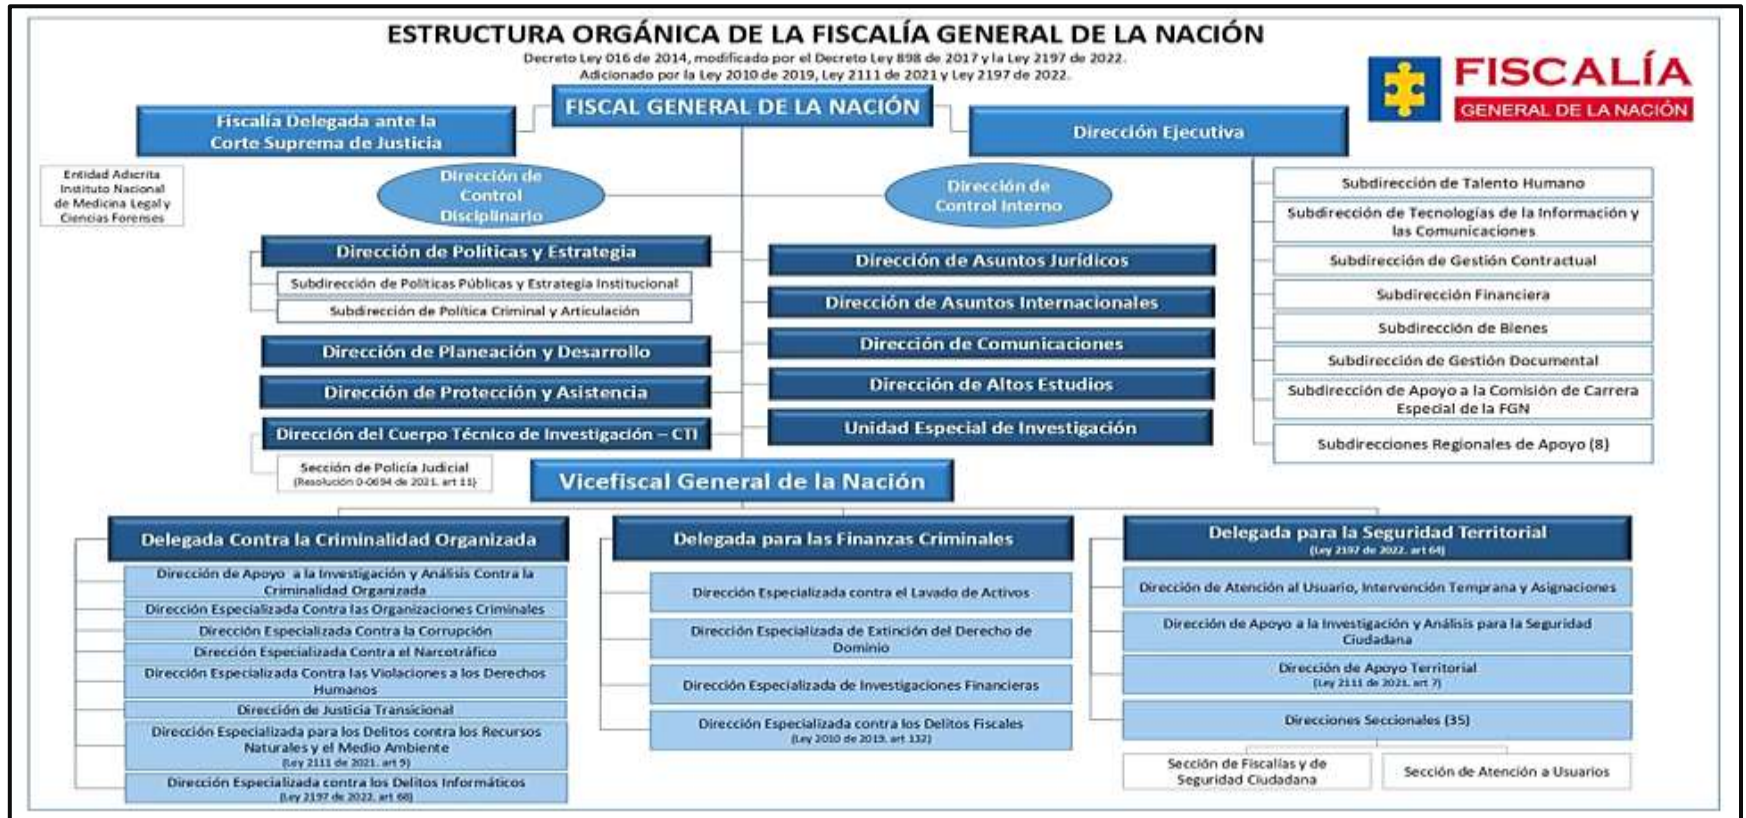 ESTRUCTURA ORGÁNICA DE LA FISCALÍA GENERAL DE LA NACIÓN
Decreto Ley 016 de 2014, modificado por el Decreto Ley 898 de 2017 y la Ley 2197 de 2022.
Adicionado por la Ley 2010 de 2019, Ley 2111 de 2021 y Ley 2197 de 2022.
FISCALÍA
GENERAL DE LA NACIÓN
FISCAL GENERAL DE LA NACIÓN
Fiscalía Delegada ante la
Corte Suprema de Justicia
Dirección Ejecutiva
Entidad Adscrita
Instituto Nacional
de Medicina Legal y
Ciencias Forenses
Dirección de
Control
Disciplinario
Dirección de
Control Interno
Subdirección de Talento Humano
Subdirección de Tecnologías de la Información y
las Comunicaciones
Subdirección de Gestión Contractual
Subdirección Financiera
Subdirección de Bienes
Subdirección de Gestión Documental
Subdirección de Apoyo a la Comisión de Carrera
Especial de la FGN
Subdirecciones Regionales de Apoyo (8)
Dirección de Políticas y Estrategia
Subdirección de Políticas Públicas y Estrategia Institucional
Subdirección de Política Criminal y Articulación
Dirección de Planeación y Desarrollo
Dirección de Protección y Asistencia
Dirección del Cuerpo Técnico de Investigación – CTI
Sección de Policía Judicial
(Resolución 0-0694 de 2021. art 11)
Dirección de Asuntos Jurídicos
Dirección de Asuntos Internacionales
Dirección de Comunicaciones
Dirección de Altos Estudios
Unidad Especial de Investigación
Vicefiscal General de la Nación
Delegada Contra la Criminalidad Organizada
Dirección de Apoyo a la Investigación y Análisis Contra la
Criminalidad Organizada
Dirección Especializada Contra las Organizaciones Criminales
Dirección Especializada Contra la Corrupción
Dirección Especializada Contra el Narcotráfico
Dirección Especializada Contra las Violaciones a los Derechos
Humanos
Dirección de Justicia Transicional
Dirección Especializada para los Delitos contra los Recursos
Naturales y el Medio Ambiente
(Ley 2111 de 2021. art 9)
Dirección Especializada contra los Delitos Informáticos
(Ley 2197 de 2022. art 68)
Delegada para las Finanzas Criminales
Dirección Especializada contra el Lavado de Activos
Dirección Especializada de Extinción del Derecho de
Dominio
Dirección Especializada de Investigaciones Financieras
Dirección Especializada contra los Delitos Fiscales
(Ley 2010 de 2019. art 132)
Delegada para la Seguridad Territorial
(Ley 2197 de 2022. art 64)
Dirección de Atención al Usuario, Intervención Temprana y Asignaciones
Dirección de Apoyo a la Investigación y Análisis para la Seguridad
Ciudadana
Dirección de Apoyo Territorial
(Ley 2111 de 2021. art 7)
Direcciones Seccionales (35)
Sección de Fiscalías y de
Seguridad Ciudadana
Sección de Atención a Usuarios